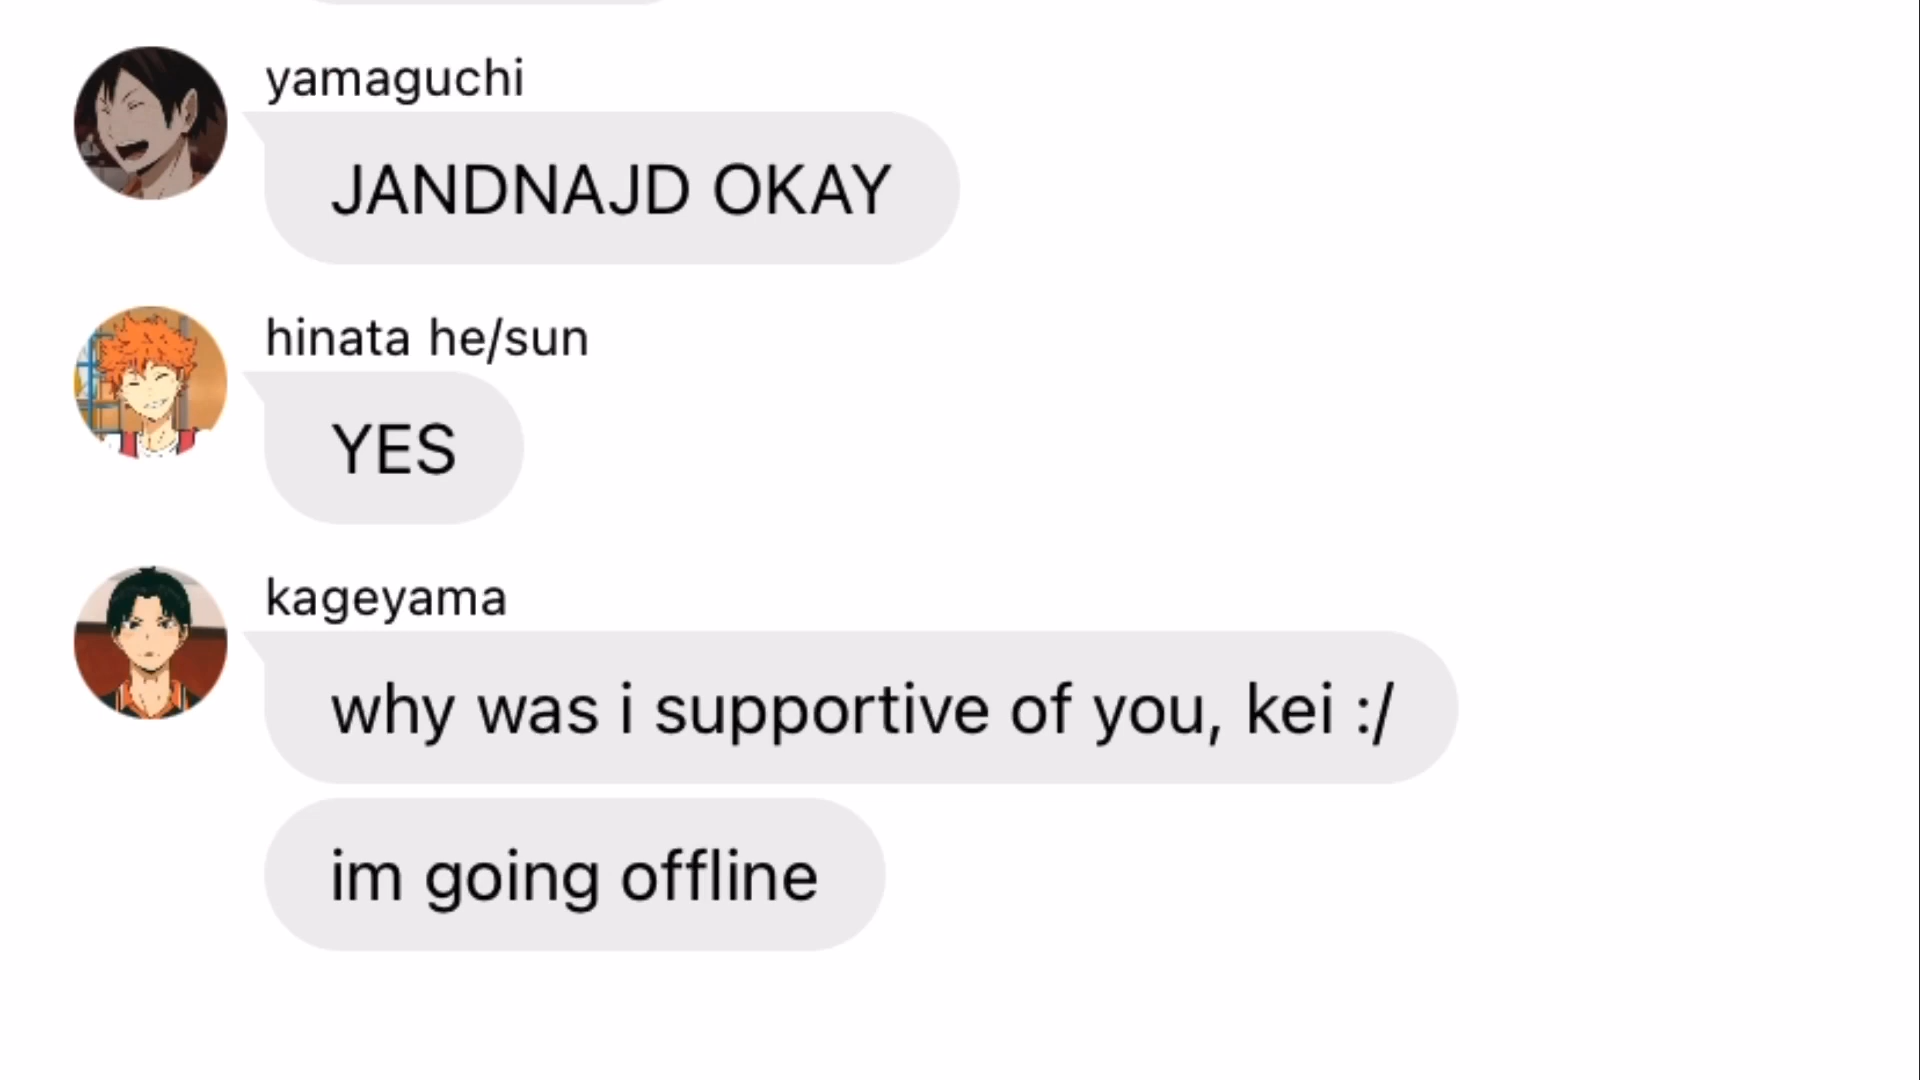 yamaguchi
JANDNAJD OKAY
hinata he/sun
YES
kageyama
why was i supportive of you, kei :/
im going offline